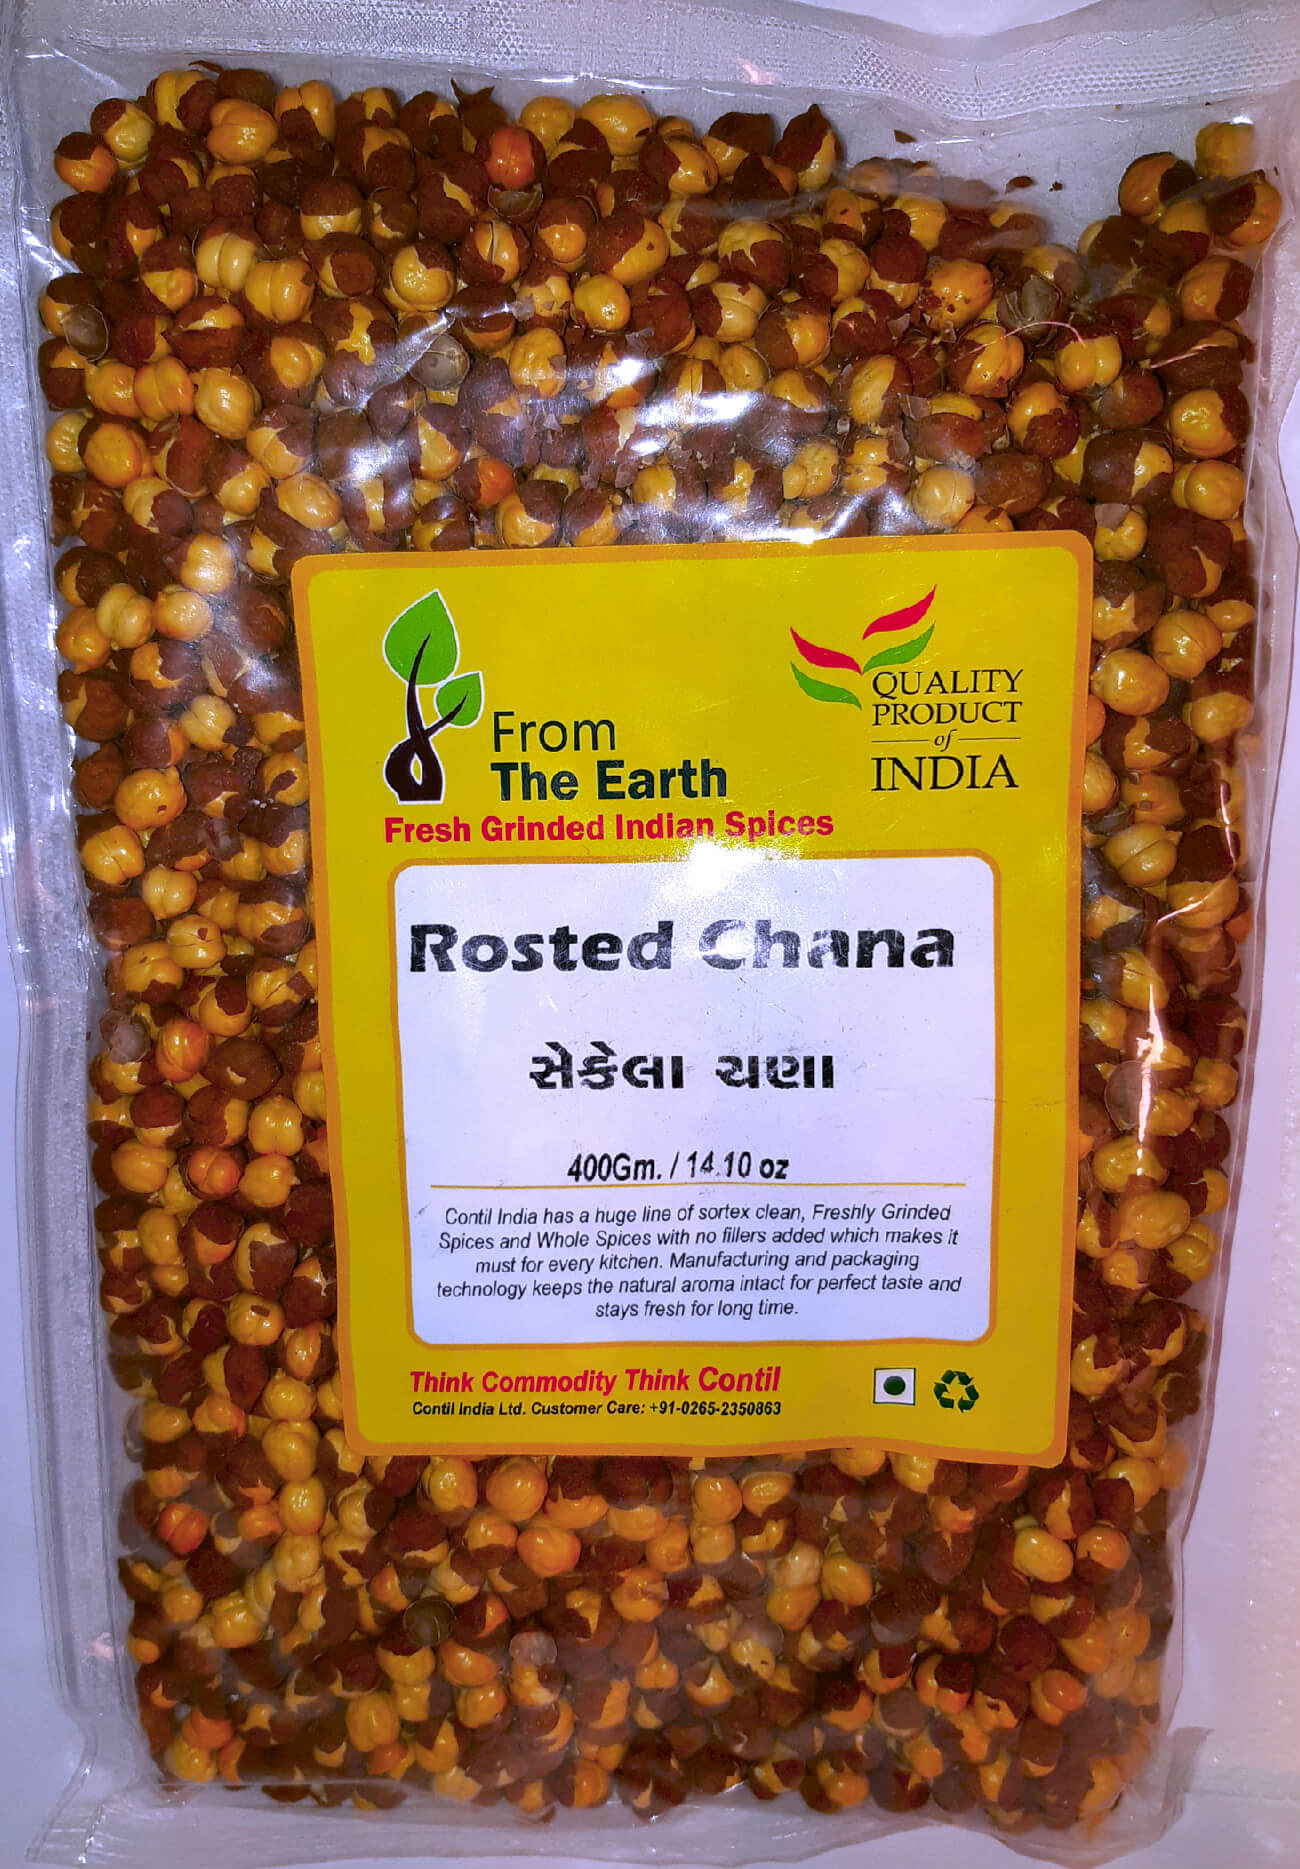 From
The Earth
Fresh Grinded Indian Spices
QUALITY
PRODUCT
of
INDIA
Rosted Chana
સેકેલા ચણા
400Gm. / 14.10 oz
Contil India has a huge line of sortex clean, Freshly Grinded
Spices and Whole Spices with no fillers added which makes it
must for every kitchen. Manufacturing and packaging
technology keeps the natural aroma intact for perfect taste and
stays fresh for long time.
Think Commodity Think Contil
Contil India Ltd. Customer Care: +91-0265-2350863